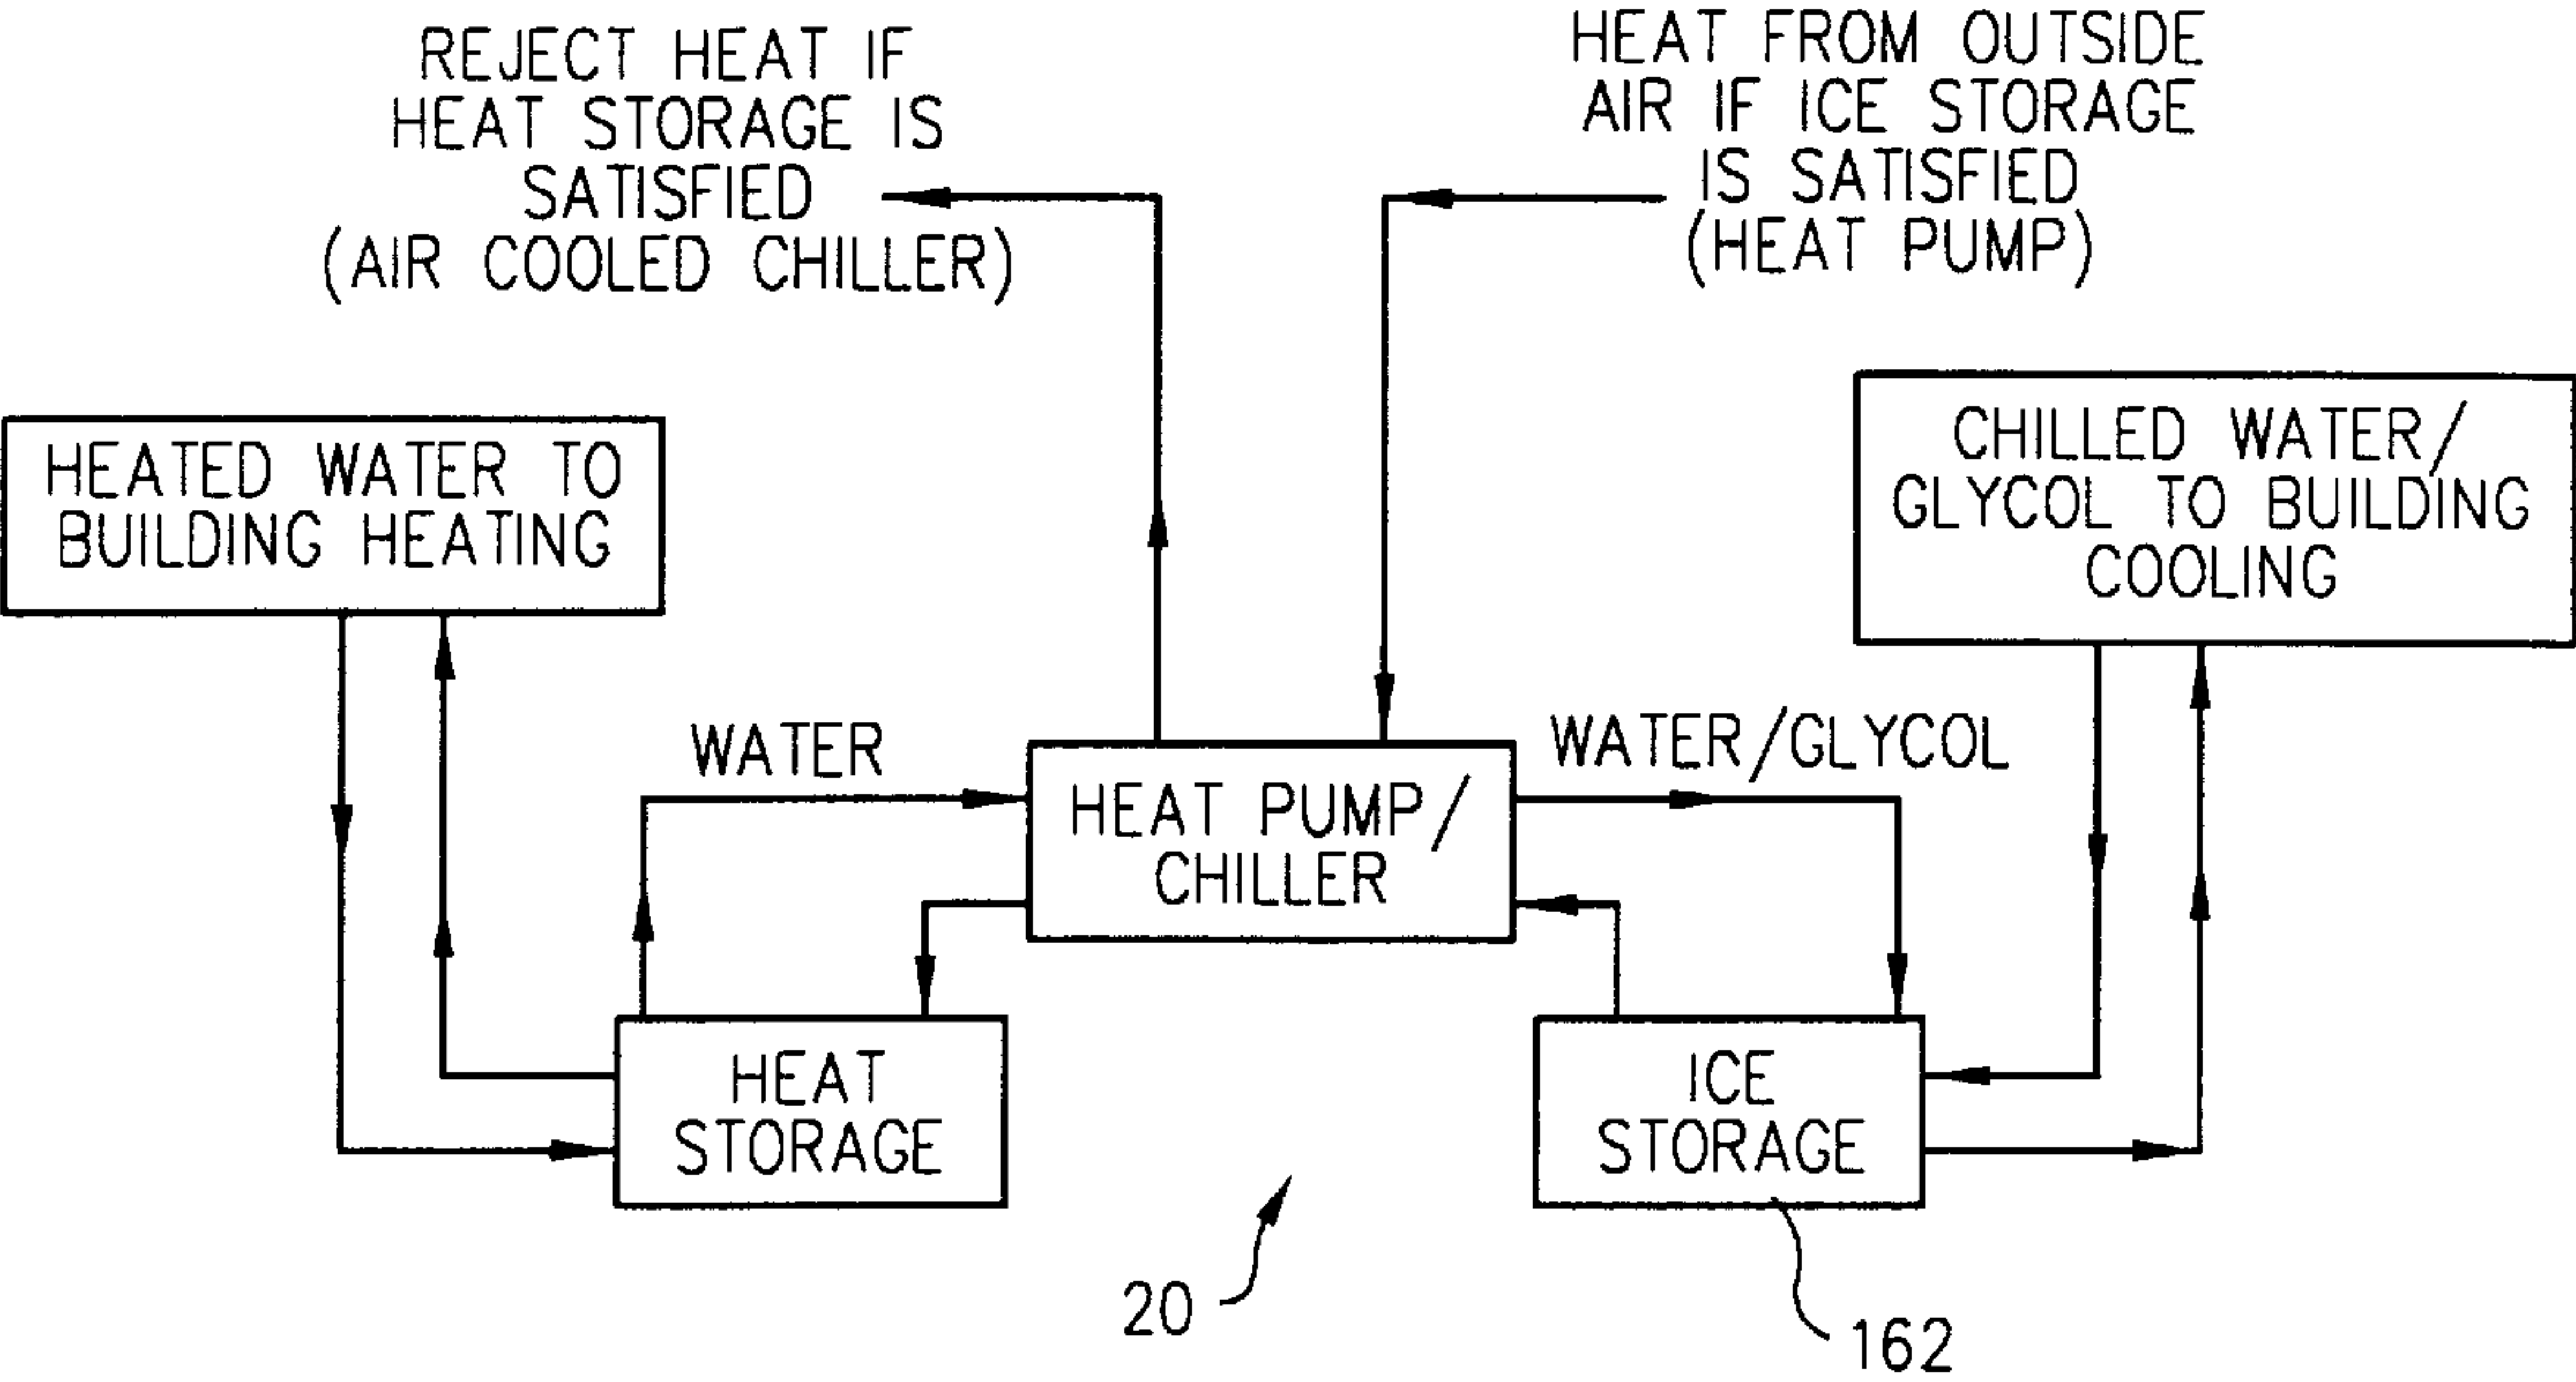 REJECT HEAT IF
HEAT STORAGE IS
SATISFIED
(AIR COOLED CHILLER)
HEAT FROM OUTSIDE
AIR IF ICE STORAGE
IS SATISFIED
(HEAT PUMP)
HEATED WATER TO
BUILDING HEATING
CHILLED WATER/
GLYCOL TO BUILDING
COOLING
WATER
HEAT PUMP/
CHILLER
WATER/GLYCOL
HEAT
STORAGE
ICE
STORAGE
20
162